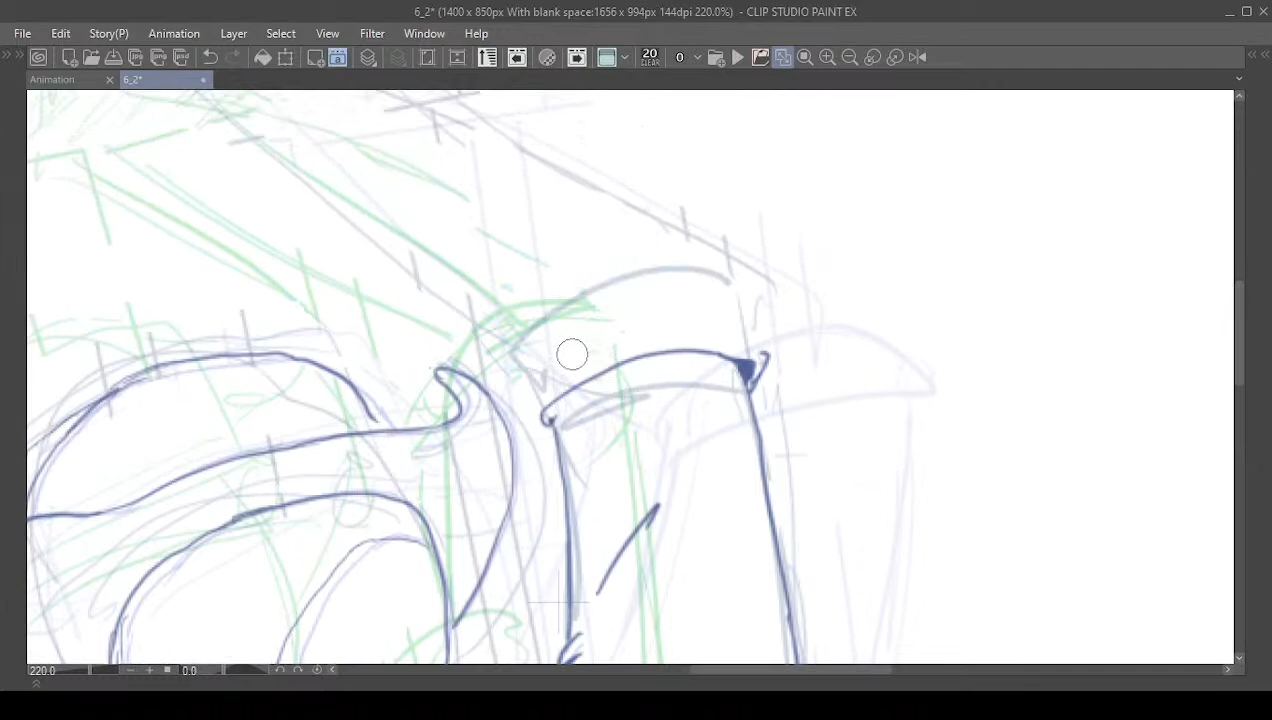 6_2* (1400 x 850px With blank space:1656 x 994px 144dpi 220.0%) - CLIP STUDIO PAINT EX
File Edit Story(P) Animation Layer Select View Filter Window Help
20 CLEAR 0
Animation 6_2*
220.0 0.0